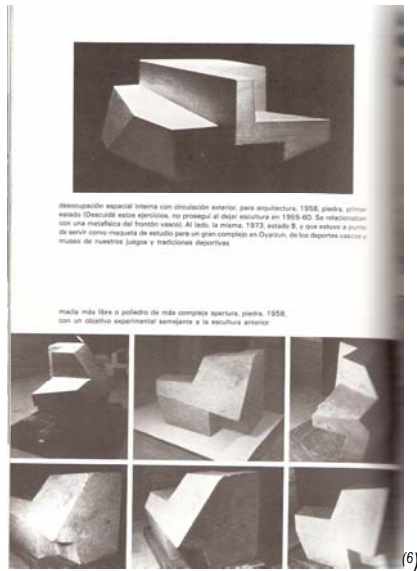 desocupación espacial interna con circulación exterior, para arquitectura, 1958, piedra, primer
estado (Descuidé estos ejercicios, no proseguí al dejar escultura en 1959-60. Se relacionaban
con una metafísica del frontón vasco). Al lado, la misma, 1973, estado B, y que estuvo a punto
de servir como maqueta de estudio para un gran complejo en Oyarzun, de los deportes vascos y
museo de nuestros juegos y tradiciones deportivas
macla más libre o poliedro de más compleja apertura, piedra, 1958,
con un objetivo experimental semejante a la escultura anterior
(6)